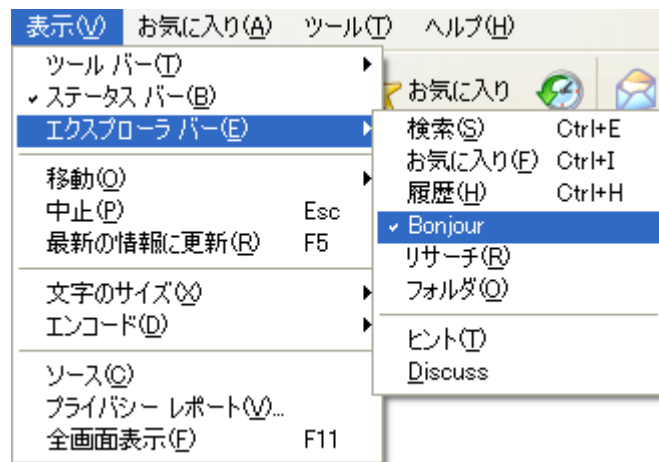 表示(V) お気に入り(A) ツール(T) ヘルプ(H)
ツール バー(T)
ステータス バー(B)
エクスプローラ バー(E)
移動(O)
中止(P) Esc
最新の情報に更新(R) F5
文字のサイズ(X)
エンコード(D)
ソース(C)
プライバシー レポート(V)...
全画面表示(F) F11
お気に入り
検索(S) Ctrl+E
お気に入り(F) Ctrl+I
履歴(H) Ctrl+H
Bonjour
リサーチ(R)
フォルダ(O)
ヒント(T)
Discuss